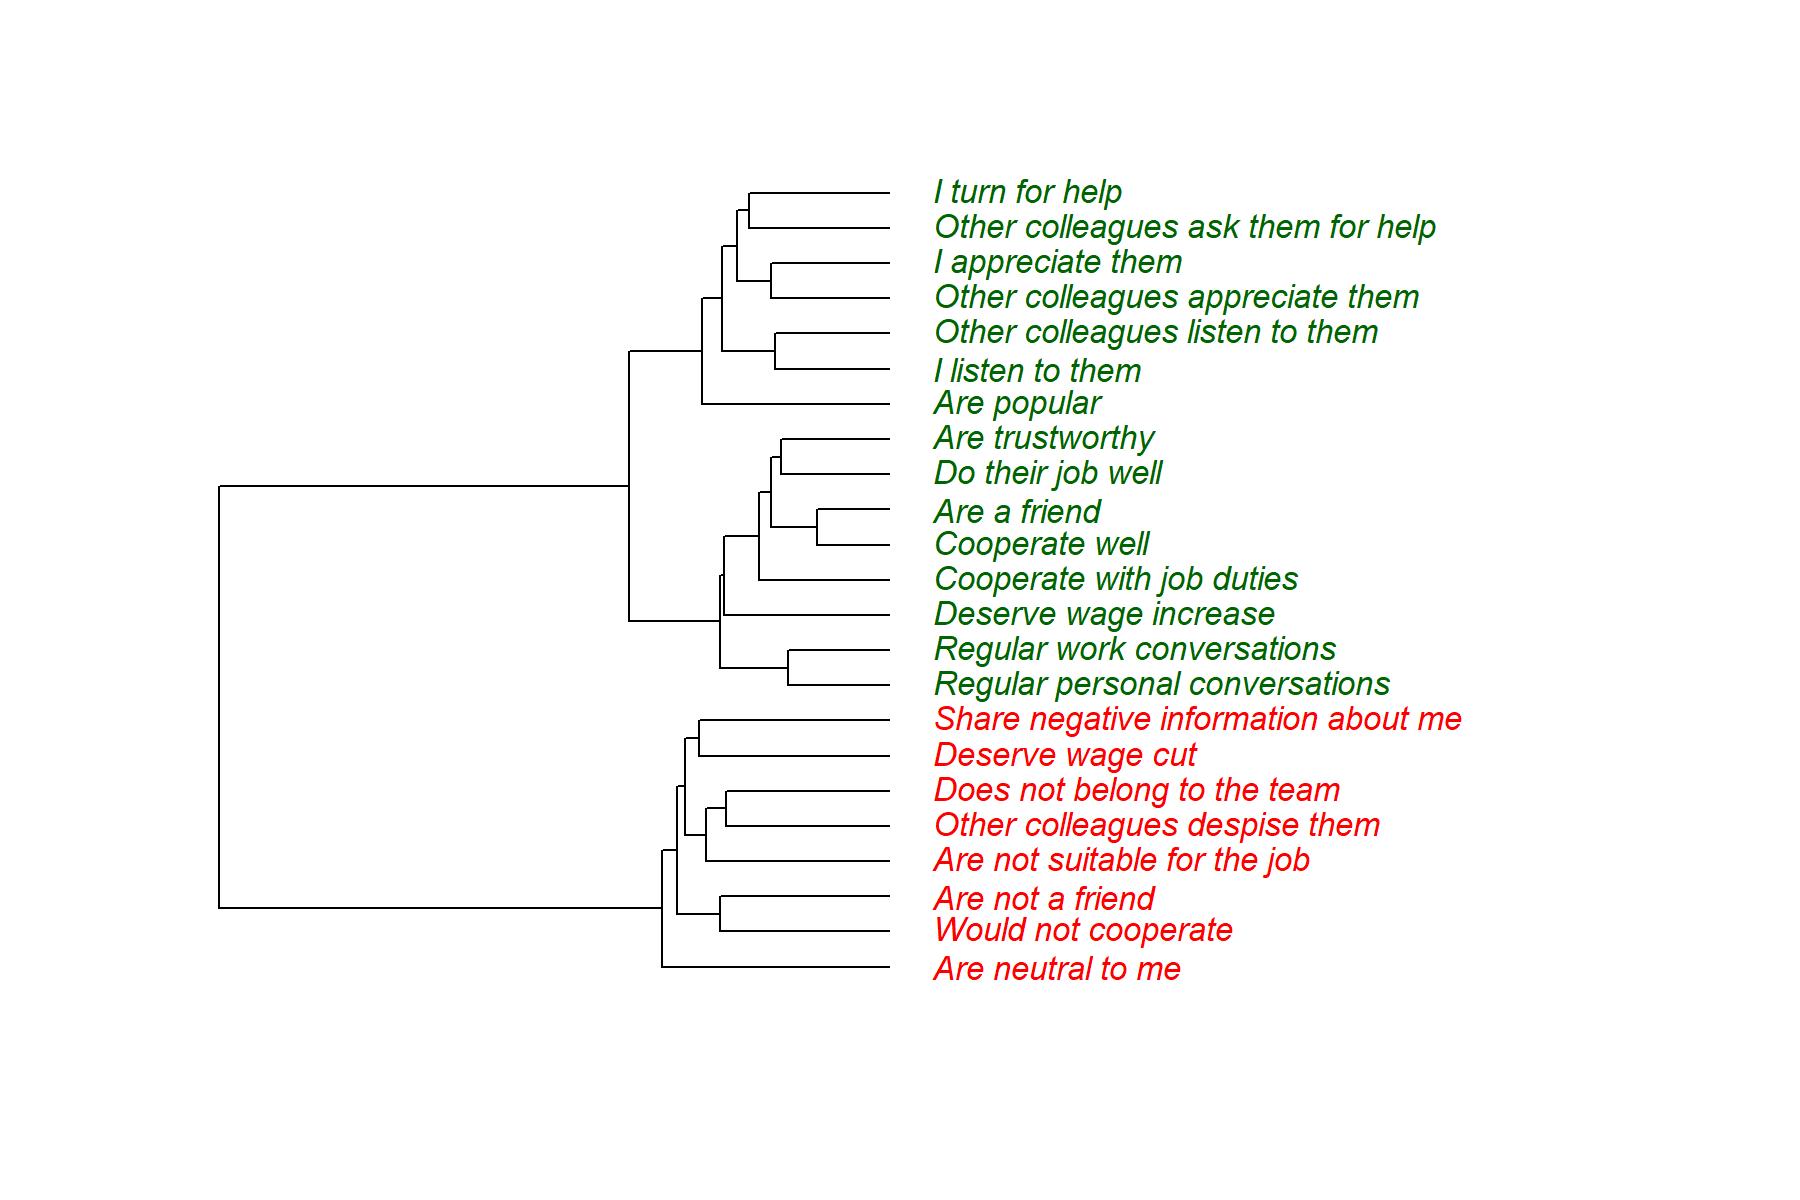 I turn for help
Other colleagues ask them for help
I appreciate them
Other colleagues appreciate them
Other colleagues listen to them
I listen to them
Are popular
Are trustworthy
Do their job well
Are a friend
Cooperate well
Cooperate with job duties
Deserve wage increase
Regular work conversations
Regular personal conversations
Share negative information about me
Deserve wage cut
Does not belong to the team
Other colleagues despise them
Are not suitable for the job
Are not a friend
Would not cooperate
Are neutral to me